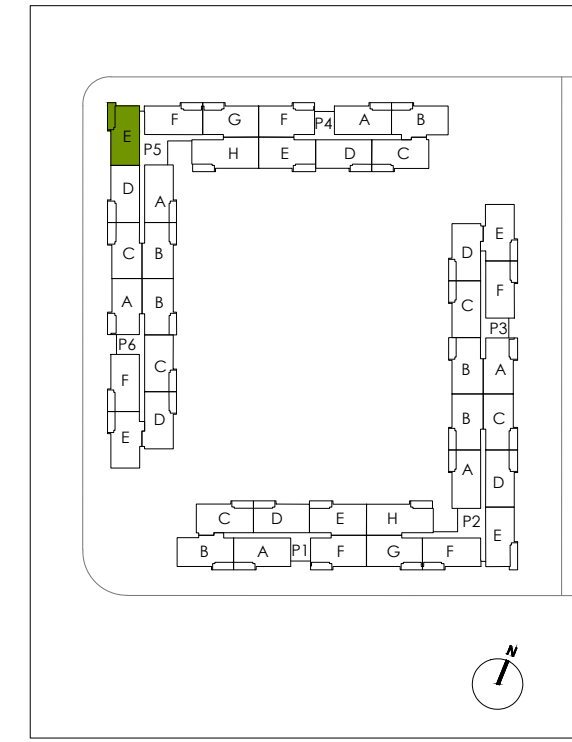 F G F P4 A B
E
P5
H E D C
D A
C B
A B
P6
C
F
D
E
E
D
F
C
P3
B A
B C
A
D
C D E H
P2
E
B A P1 F G F
N